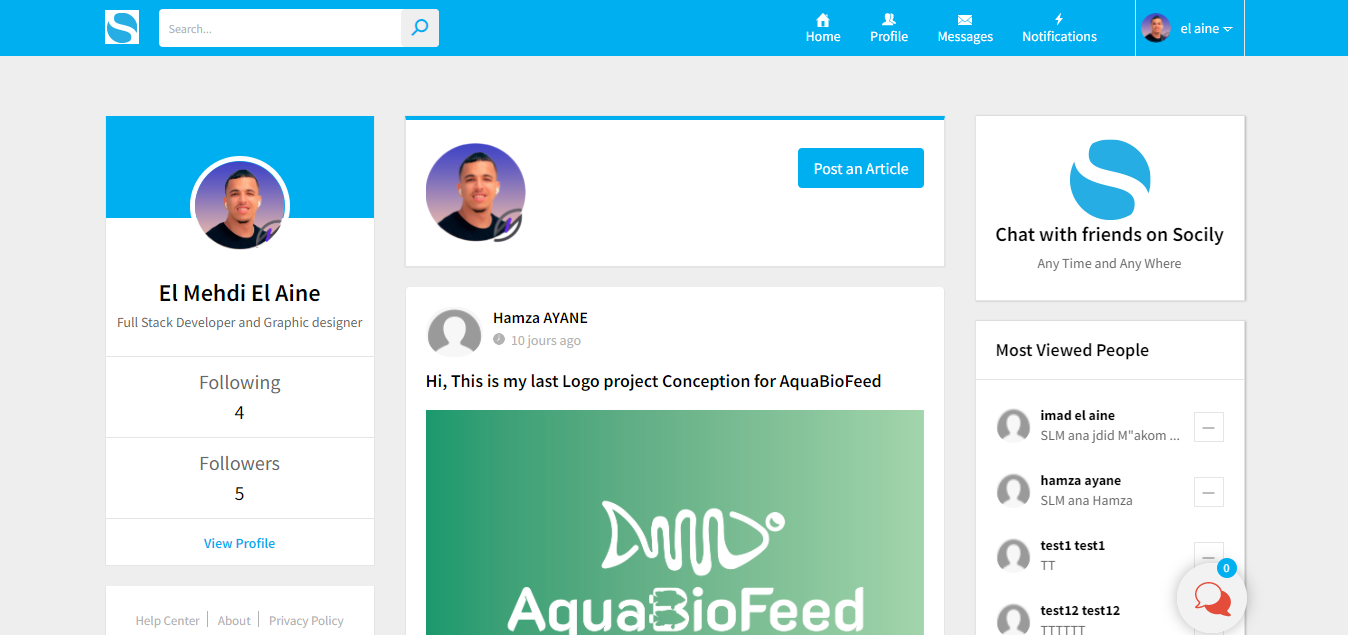 Search...
Home
Profile
Messages
Notifications
el aine
El Mehdi El Aine
Full Stack Developer and Graphic designer
Following
4
Followers
5
View Profile
Help Center
About
Privacy Policy
Post an Article
Hamza AYANE
10 jours ago
Hi, This is my last Logo project Conception for AquaBioFeed
AquaBioFeed
Chat with friends on Socily
Any Time and Any Where
Most Viewed People
imad el aine
SLM ana jdid M"akom ...
hamza ayane
SLM ana Hamza
test1 test1
TT
test12 test12
TTTTTT
0